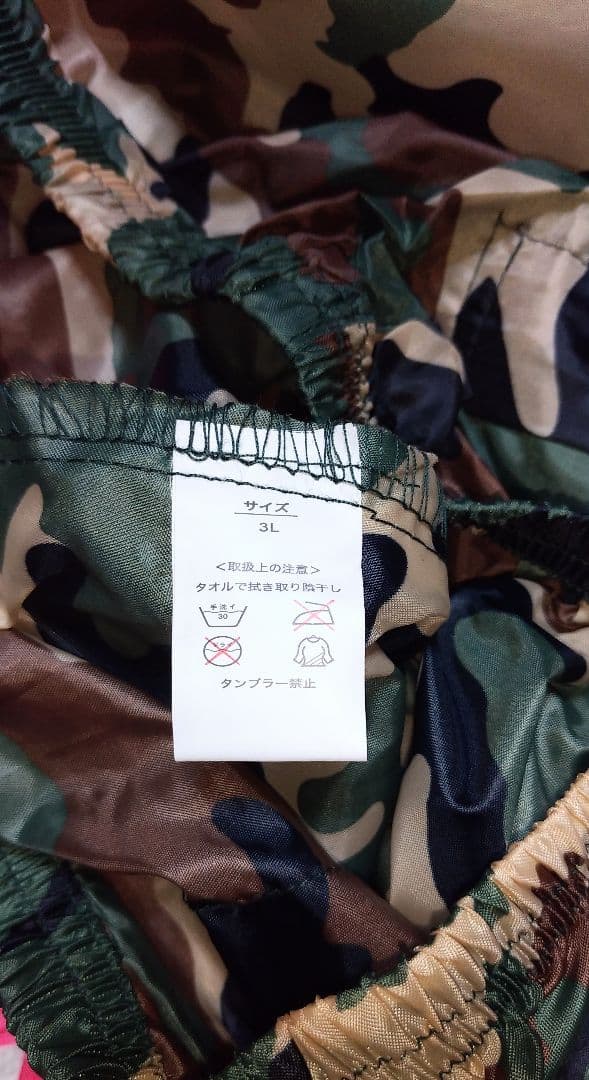 サイズ
3L
＜取扱上の注意＞
タオルで拭き取り陰干し
手洗イ
30
タンブラー禁止